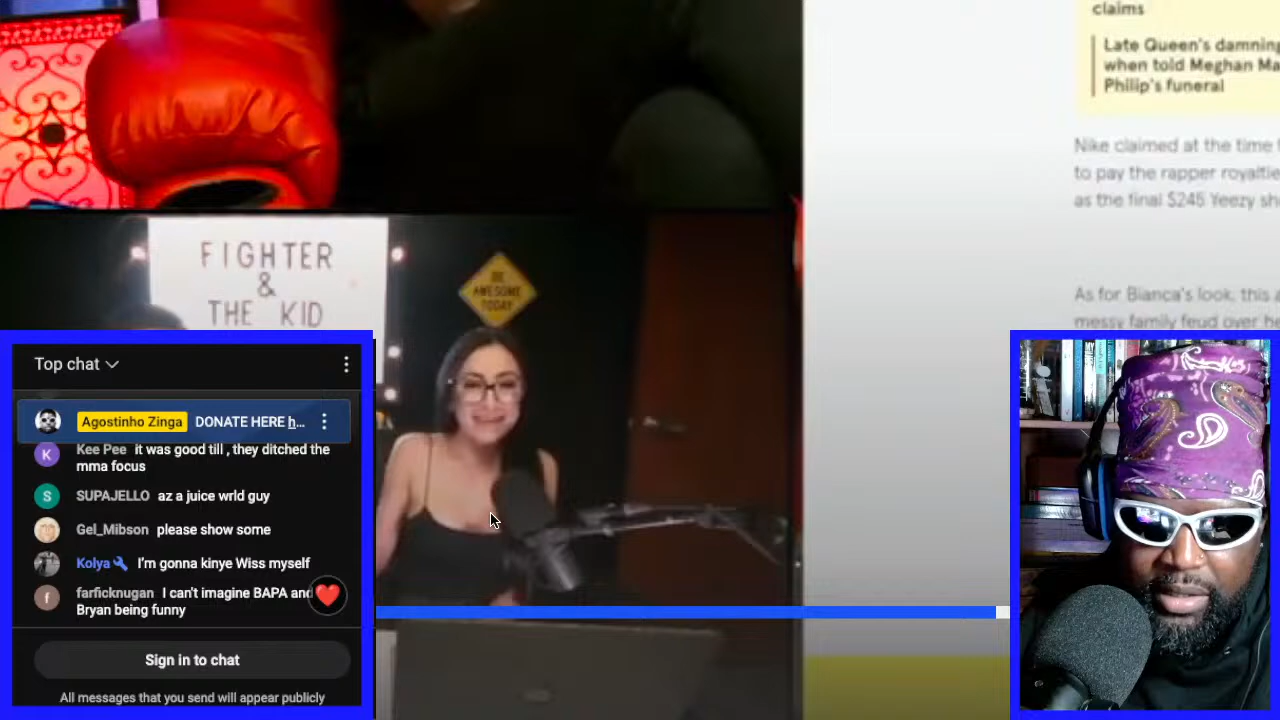 claims
Late Queen's damning
when told Meghan Ma
Philip's funeral
Nike claimed at the time
to pay the rapper royaltie
as the final $245 Yeezy sh
As for Bianca's look, this
messy family feud over he
FIGHTER
&
THE KID
BE
AWESOME
TODAY
Top chat
Agostinho Zinga DONATE HERE h...
Kee Pee it was good till , they ditched the
mma focus
SUPAJELLO az a juice wrld guy
Gel_Mibson please show some
Kolya I'm gonna kinye Wiss myself
farficknugan I can't imagine BAPA and
Bryan being funny
Sign in to chat
All messages that you send will appear publicly